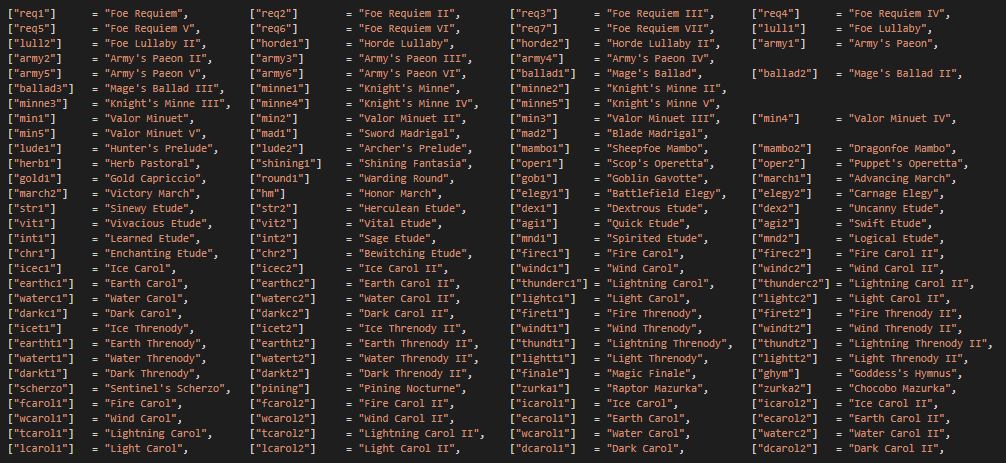 ["req1"] = "Foe Requiem", ["req2"] = "Foe Requiem II", ["req3"] = "Foe Requiem III", ["req4"] = "Foe Requiem IV",
["req5"] = "Foe Requiem V", ["req6"] = "Foe Requiem VI", ["req7"] = "Foe Requiem VII", ["lull1"] = "Foe Lullaby",
["lull2"] = "Foe Lullaby II", ["horde1"] = "Horde Lullaby", ["horde2"] = "Horde Lullaby II", ["army1"] = "Army's Paeon",
["army2"] = "Army's Paeon II", ["army3"] = "Army's Paeon III", ["army4"] = "Army's Paeon IV",
["army5"] = "Army's Paeon V", ["army6"] = "Army's Paeon VI", ["ballad1"] = "Mage's Ballad", ["ballad2"] = "Mage's Ballad II",
["ballad3"] = "Mage's Ballad III", ["minne1"] = "Knight's Minne", ["minne2"] = "Knight's Minne II",
["minne3"] = "Knight's Minne III", ["minne4"] = "Knight's Minne IV", ["minne5"] = "Knight's Minne V",
["min1"] = "Valor Minuet", ["min2"] = "Valor Minuet II", ["min3"] = "Valor Minuet III", ["min4"] = "Valor Minuet IV",
["min5"] = "Valor Minuet V", ["mad1"] = "Sword Madrigal", ["mad2"] = "Blade Madrigal",
["lude1"] = "Hunter's Prelude", ["lude2"] = "Archer's Prelude", ["mambo1"] = "Sheepfoe Mambo", ["mambo2"] = "Dragonfoe Mambo",
["herb1"] = "Herb Pastoral", ["shining1"] = "Shining Fantasia", ["oper1"] = "Scop's Operetta", ["oper2"] = "Puppet's Operetta",
["gold1"] = "Gold Capriccio", ["round1"] = "Warding Round", ["gob1"] = "Goblin Gavotte", ["march1"] = "Advancing March",
["march2"] = "Victory March", ["hm"] = "Honor March", ["elegy1"] = "Battlefield Elegy", ["elegy2"] = "Carnage Elegy",
["str1"] = "Sinewy Etude", ["str2"] = "Herculean Etude", ["dex1"] = "Dextrous Etude", ["dex2"] = "Uncanny Etude",
["vit1"] = "Vivacious Etude", ["vit2"] = "Vital Etude", ["agi1"] = "Quick Etude", ["agi2"] = "Swift Etude",
["int1"] = "Learned Etude", ["int2"] = "Sage Etude", ["mnd1"] = "Spirited Etude", ["mnd2"] = "Logical Etude",
["chr1"] = "Enchanting Etude", ["chr2"] = "Bewitching Etude", ["firec1"] = "Fire Carol", ["firec2"] = "Fire Carol II",
["icec1"] = "Ice Carol", ["icec2"] = "Ice Carol II", ["windc1"] = "Wind Carol", ["windc2"] = "Wind Carol II",
["earthc1"] = "Earth Carol", ["earthc2"] = "Earth Carol II", ["thunderc1"] = "Lightning Carol", ["thunderc2"] = "Lightning Carol II",
["waterc1"] = "Water Carol", ["waterc2"] = "Water Carol II", ["lightc1"] = "Light Carol", ["lightc2"] = "Light Carol II",
["darkc1"] = "Dark Carol", ["darkc2"] = "Dark Carol II", ["firet1"] = "Fire Threnody", ["firet2"] = "Fire Threnody II",
["icet1"] = "Ice Threnody", ["icet2"] = "Ice Threnody II", ["windt1"] = "Wind Threnody", ["windt2"] = "Wind Threnody II",
["eartht1"] = "Earth Threnody", ["eartht2"] = "Earth Threnody II", ["thundt1"] = "Lightning Threnody", ["thundt2"] = "Lightning Threnody II",
["watert1"] = "Water Threnody", ["watert2"] = "Water Threnody II", ["lightt1"] = "Light Threnody", ["lightt2"] = "Light Threnody II",
["darkt1"] = "Dark Threnody", ["darkt2"] = "Dark Threnody II", ["finale"] = "Magic Finale", ["ghym"] = "Goddess's Hymnus",
["scherzo"] = "Sentinel's Scherzo", ["pining"] = "Pining Nocturne", ["zurka1"] = "Raptor Mazurka", ["zurka2"] = "Chocobo Mazurka",
["fcarol1"] = "Fire Carol", ["fcarol2"] = "Fire Carol II", ["icarol1"] = "Ice Carol", ["icarol2"] = "Ice Carol II",
["wcarol1"] = "Wind Carol", ["wcarol2"] = "Wind Carol II", ["ecarol1"] = "Earth Carol", ["ecarol2"] = "Earth Carol II",
["tcarol1"] = "Lightning Carol", ["tcarol2"] = "Lightning Carol II", ["wcarol1"] = "Water Carol", ["waterc2"] = "Water Carol II",
["lcarol1"] = "Light Carol", ["lcarol2"] = "Light Carol II", ["dcarol1"] = "Dark Carol", ["dcarol2"] = "Dark Carol II",